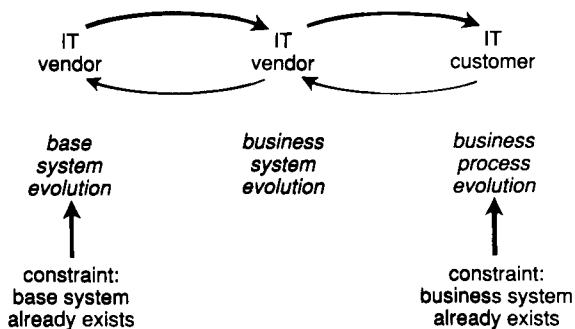 IT
vendor
IT
vendor
IT
customer
base
system
evolution
business
system
evolution
business
process
evolution
constraint:
base system
already exists
constraint:
business system
already exists